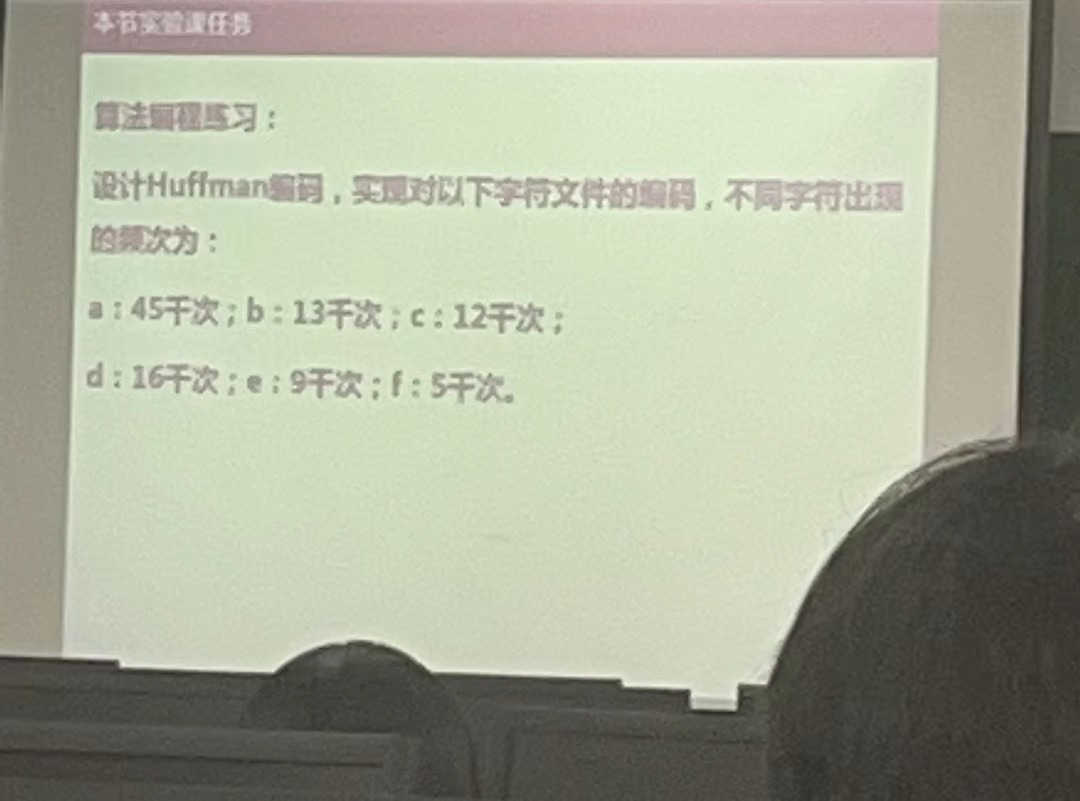 本节实验课任务
算法编程练习：
设计Huffman编码，实现对以下字符文件的编码，不同字符出现
的频次为：
a：45千次；b：13千次；c：12千次；
d：16千次；e：9千次；f：5千次。